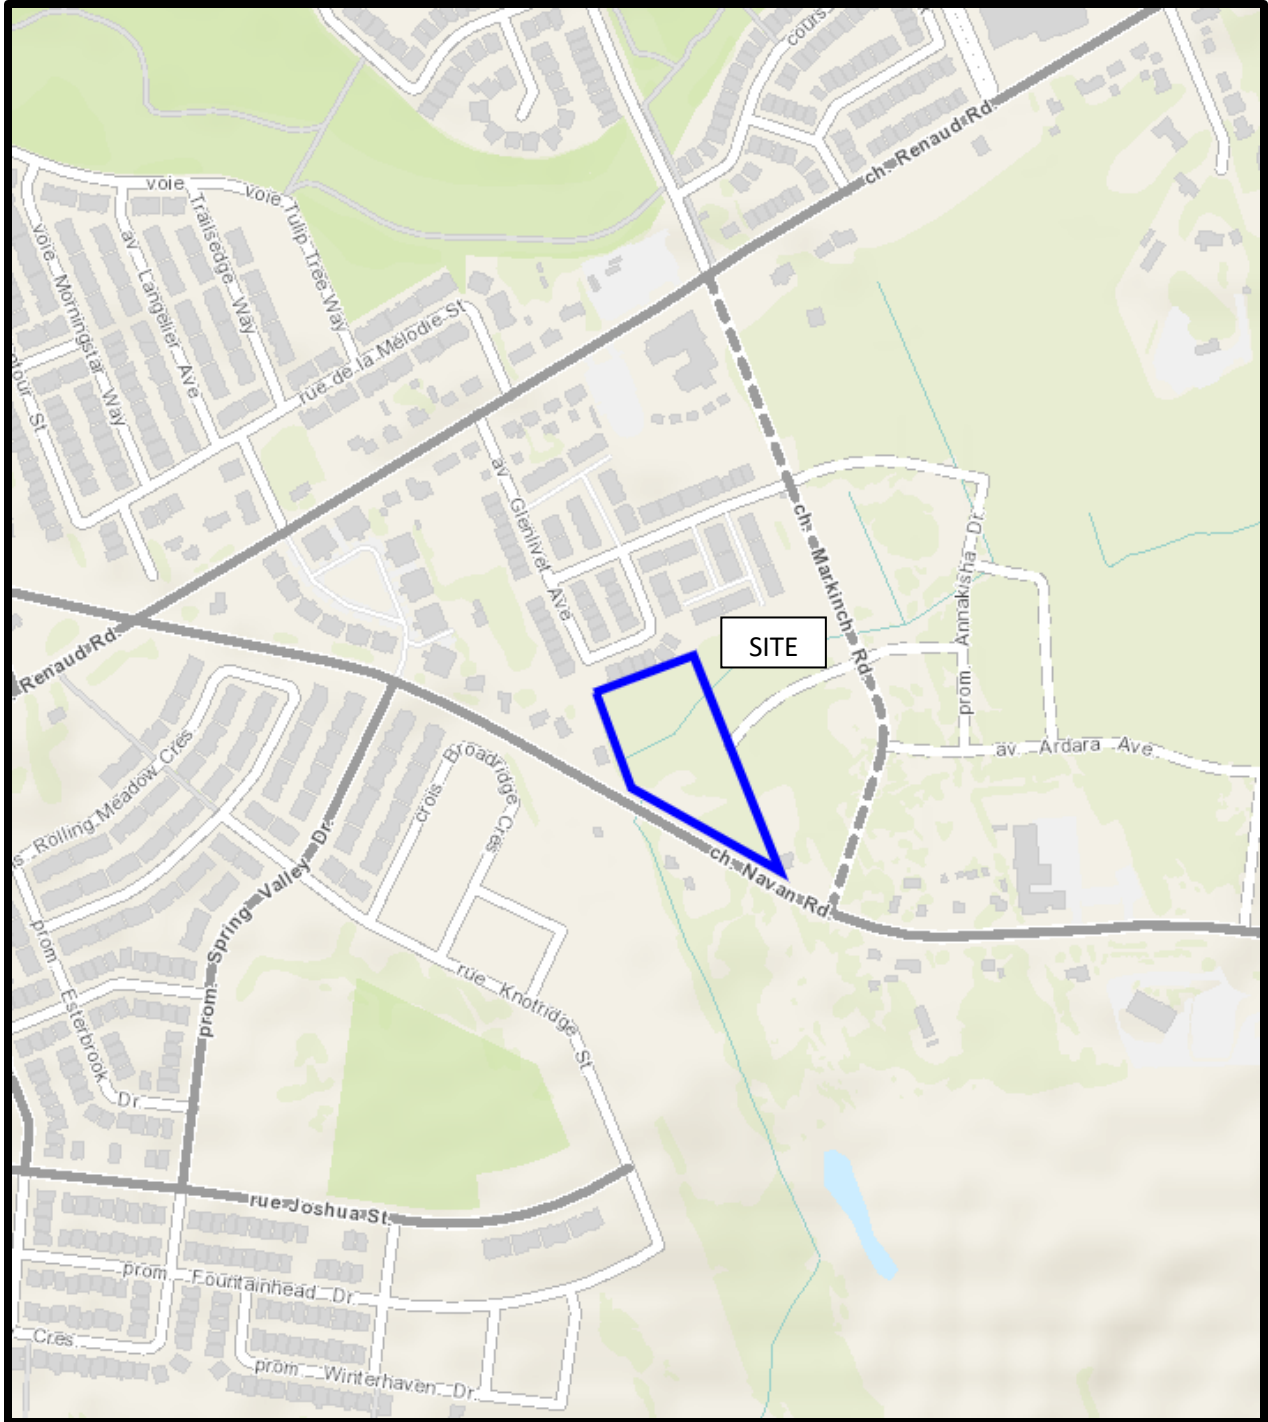 cours
ch. Renaud Rd.
voie Tulip Tree Way
voie Trailsedge Way
av Langelier Ave
voie Morningstar Way
rue de la Mélodie St
tour St.
av Glenlivet Ave
ch. Markinch Rd.
prom. Annakisha Dr.
SITE
Renaud Rd.
av Ardara Ave
s Rolling Meadow Cres
crois. Broadridge Cres
prom. Spring Valley Dr.
ch. Navan Rd.
prom Esterbrook Dr
rue Knotridge St
rue Joshua St.
prom Fountainhead Dr
Cres
prom Winterhaven Dr